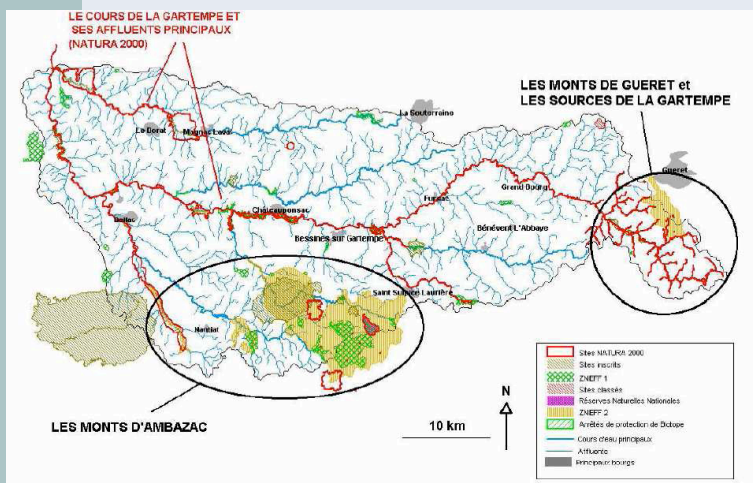 LE COURS DE LA GARTEMPE ET
SES AFFLUENTS PRINCIPAUX
(NATURA 2000)
LES MONTS DE GUERET et
LES SOURCES DE LA GARTEMPE
La Souterraine
Le Dorat
Magnac Laval
Guéret
Grand Bourg
Fursac
Châteauponsac
Bellac
Bénévent L'Abbaye
Bessines sur Gartempe
Saint Sulpice Laurière
Nantiat
LES MONTS D'AMBAZAC
10 km
N
Sites NATURA 2000
Sites inscrits
ZNIEFF 1
Sites classés
Réserves Naturelles Nationales
ZNIEFF 2
Arrêtés de protection de Biotope
Cours d'eau principaux
Affluents
Principaux bourgs